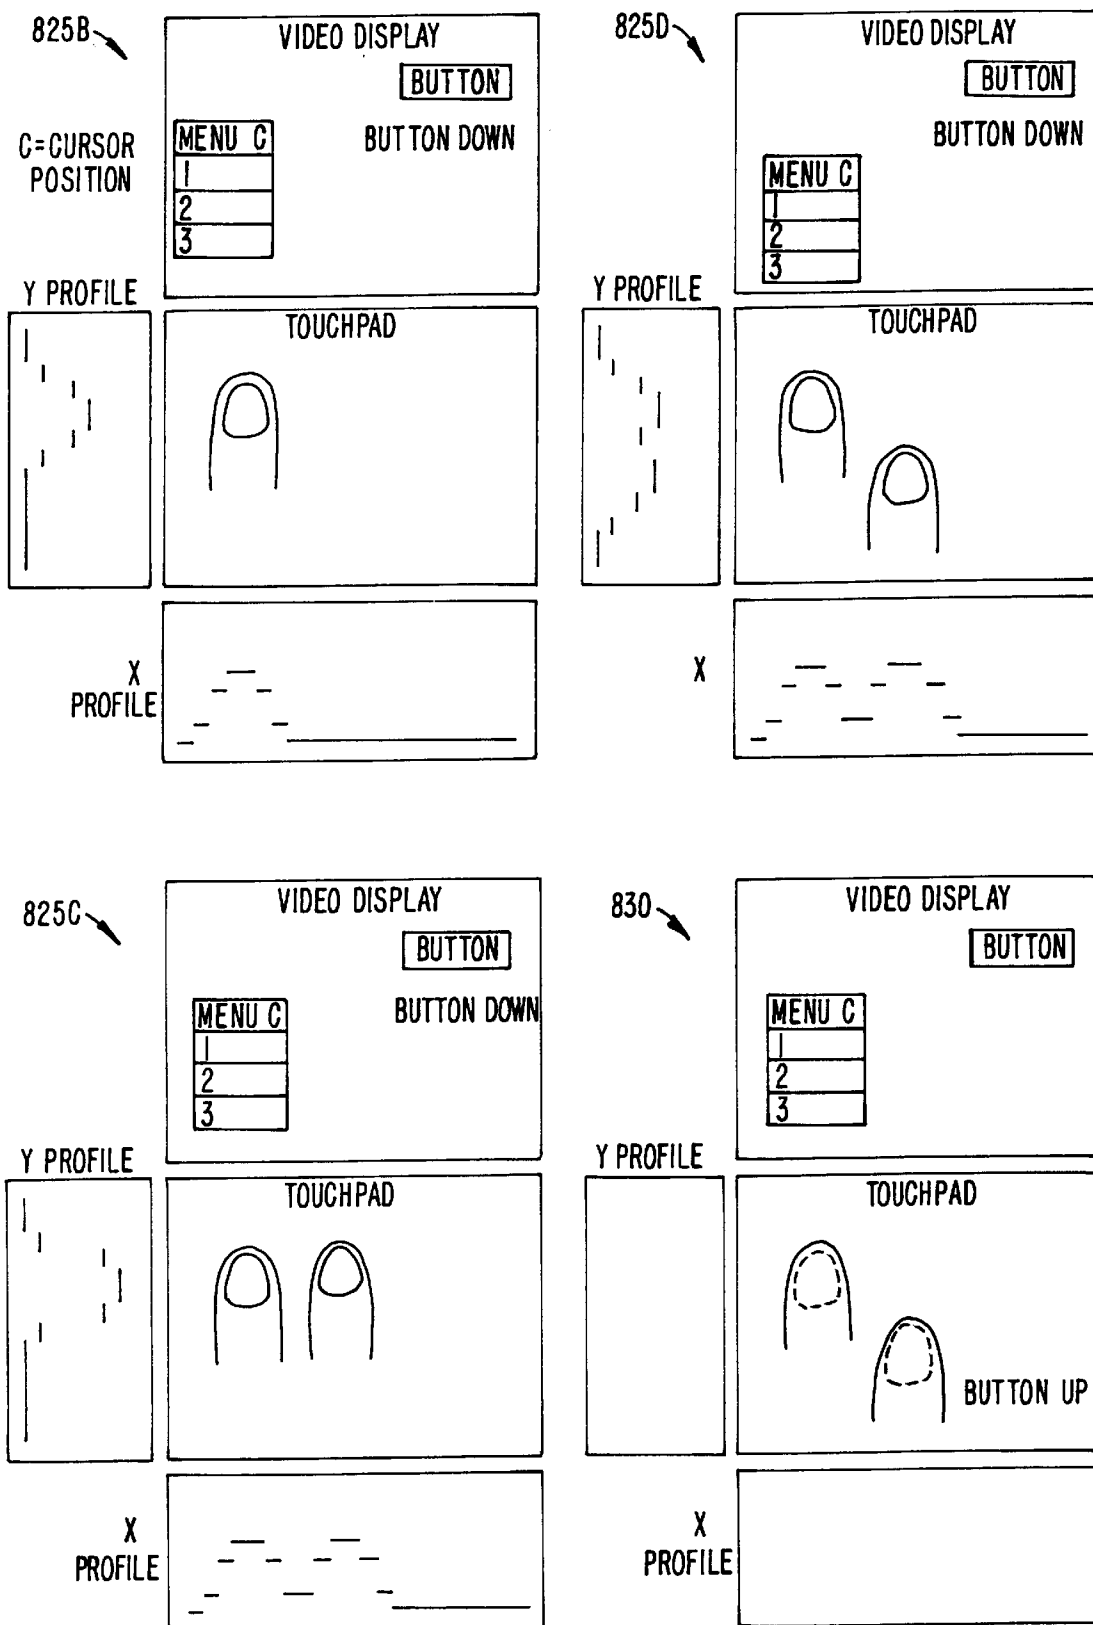 825B
VIDEO DISPLAY
BUTTON
C=CURSOR
POSITION
MENU C
BUTTON DOWN
1
2
3
Y PROFILE
TOUCHPAD
X
PROFILE
825D
VIDEO DISPLAY
BUTTON
BUTTON DOWN
MENU C
1
2
3
Y PROFILE
TOUCHPAD
X
825C
VIDEO DISPLAY
BUTTON
MENU C
BUTTON DOWN
1
2
3
Y PROFILE
TOUCHPAD
X
PROFILE
830
VIDEO DISPLAY
BUTTON
MENU C
1
2
3
Y PROFILE
TOUCHPAD
BUTTON UP
X
PROFILE